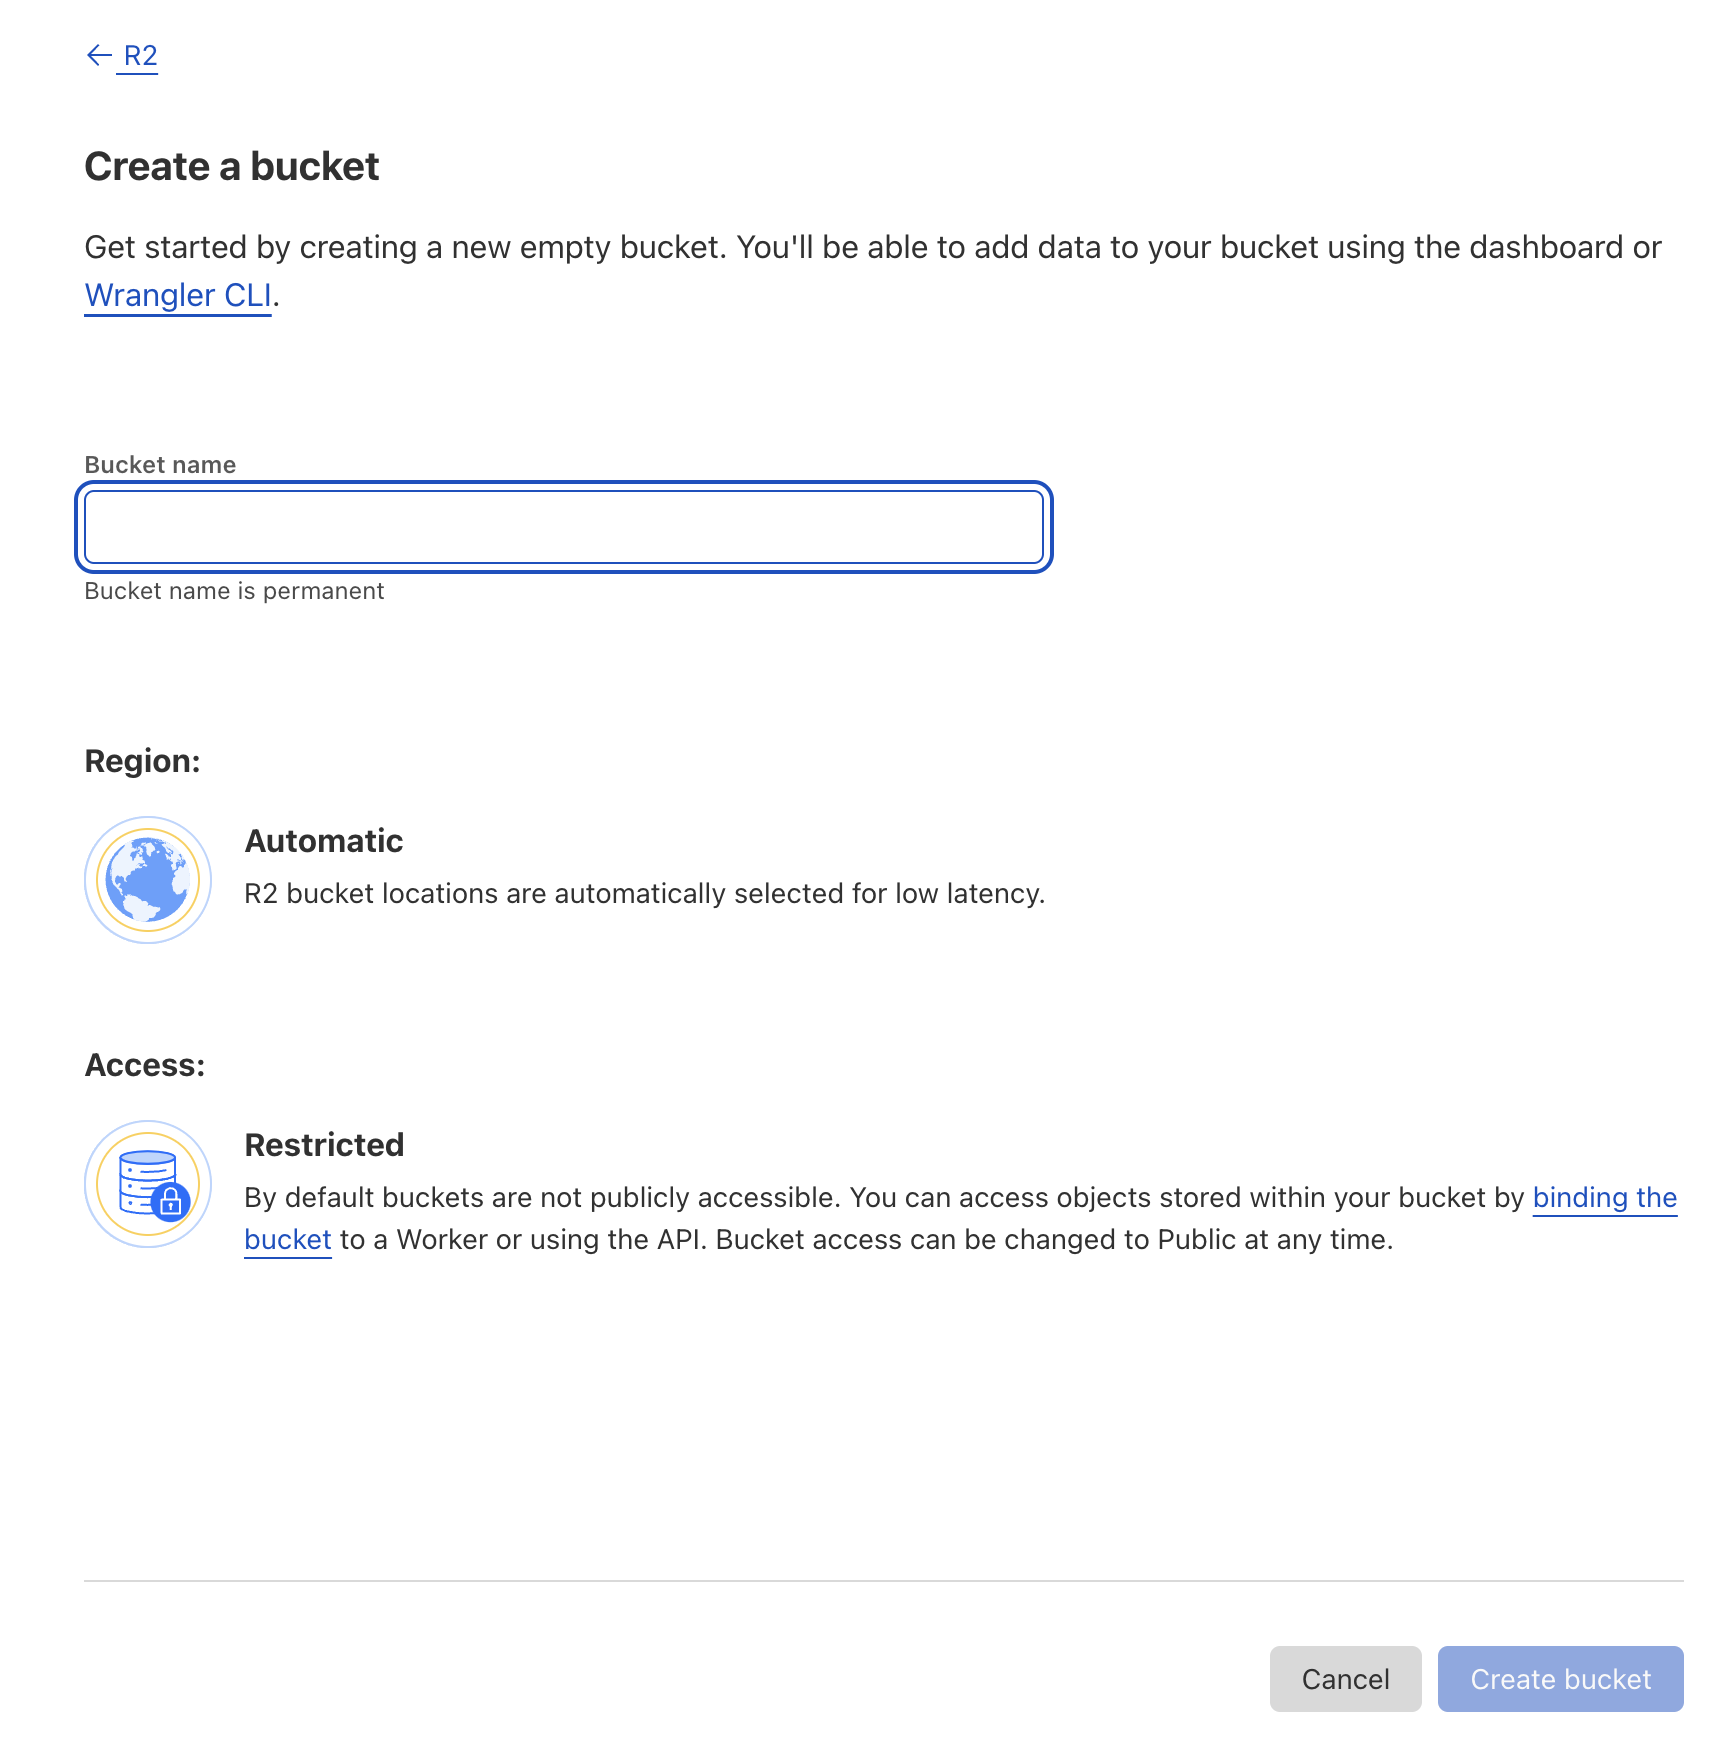 ← R2
Create a bucket
Get started by creating a new empty bucket. You'll be able to add data to your bucket using the dashboard or
Wrangler CLI.
Bucket name
Bucket name is permanent
Region:
Automatic
R2 bucket locations are automatically selected for low latency.
Access:
Restricted
By default buckets are not publicly accessible. You can access objects stored within your bucket by binding the
bucket to a Worker or using the API. Bucket access can be changed to Public at any time.
Cancel
Create bucket